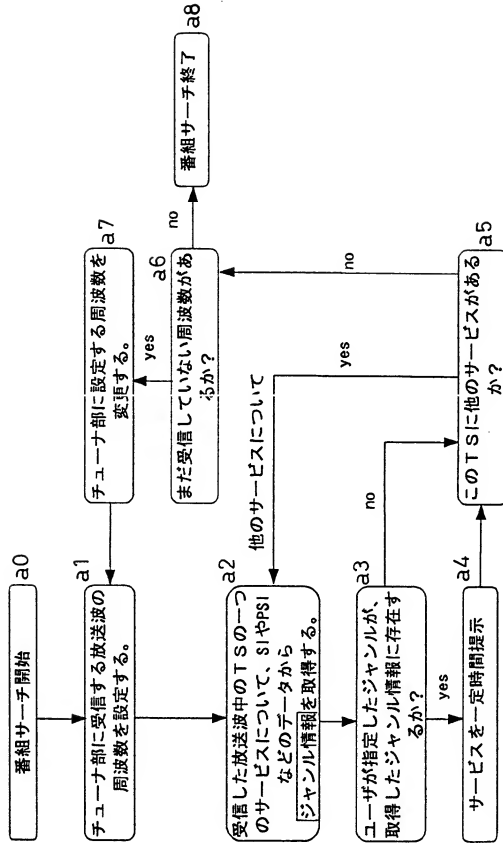 a0
番組サーチ開始
a1
チューナ部に受信する放送波の
周波数を設定する。
a7
チューナ部に設定する周波数を
変更する。
a8
番組サーチ終了
no
a6
まだ受信していない周波数があ
るか?
yes
a2
受信した放送波中のTSの一つ
のサービスについて、SIやPSI
などのデータから
ジャンル情報を取得する。
他のサービスについて
yes
no
a3
ユーザが指定したジャンルが、
取得したジャンル情報に存在す
るか?
no
yes
a4
サービスを一定時間提示
a5
このTSに他のサービスがある
か?